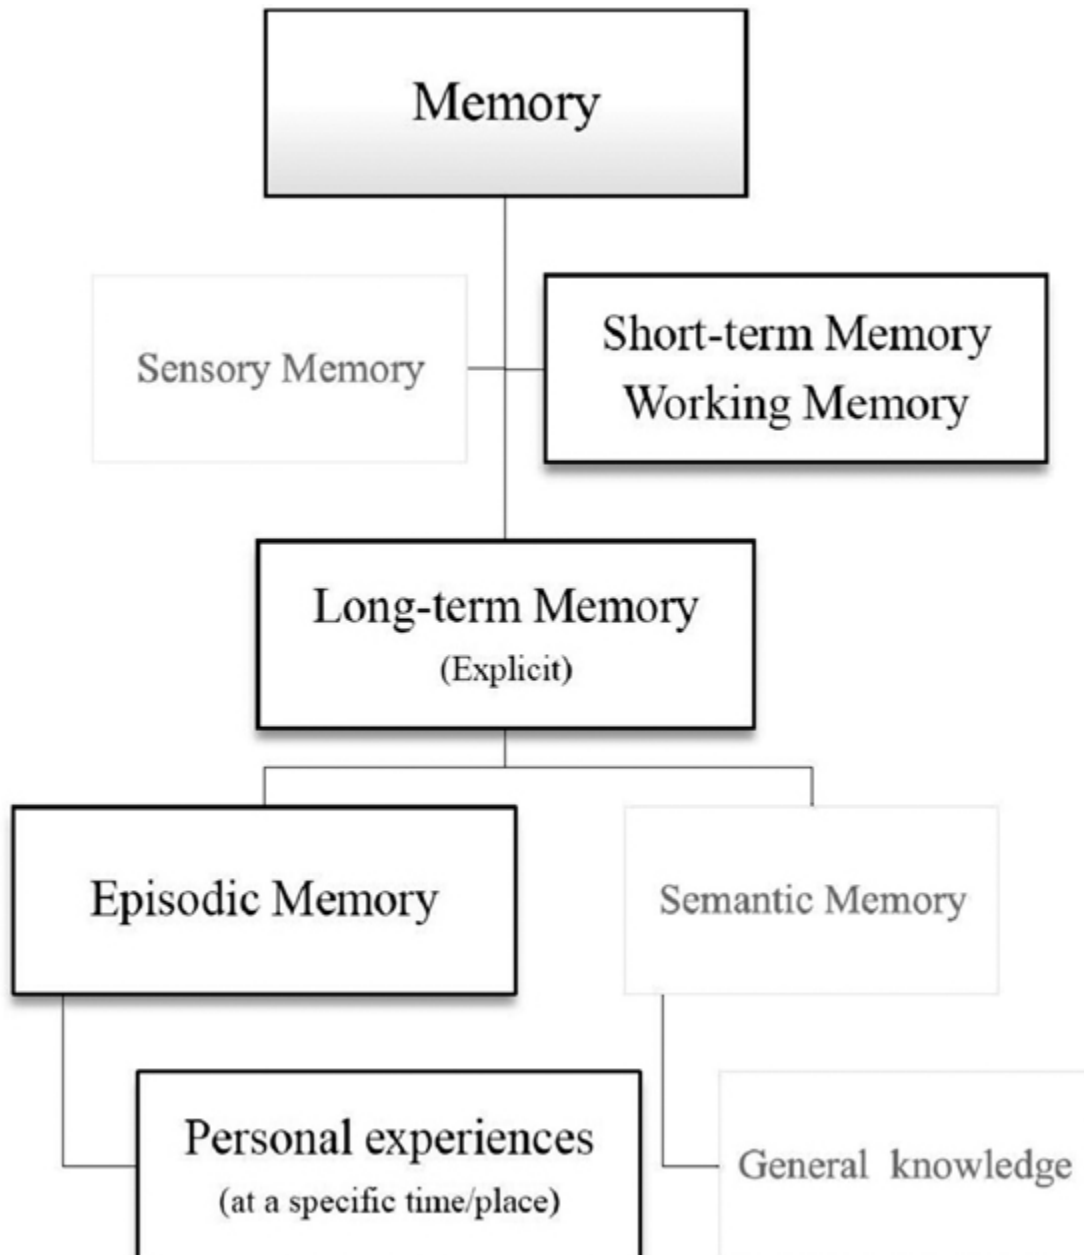 Memory
Sensory Memory
Short-term Memory
Working Memory
Long-term Memory
(Explicit)
Episodic Memory
Semantic Memory
Personal experiences
(at a specific time/place)
General knowledge